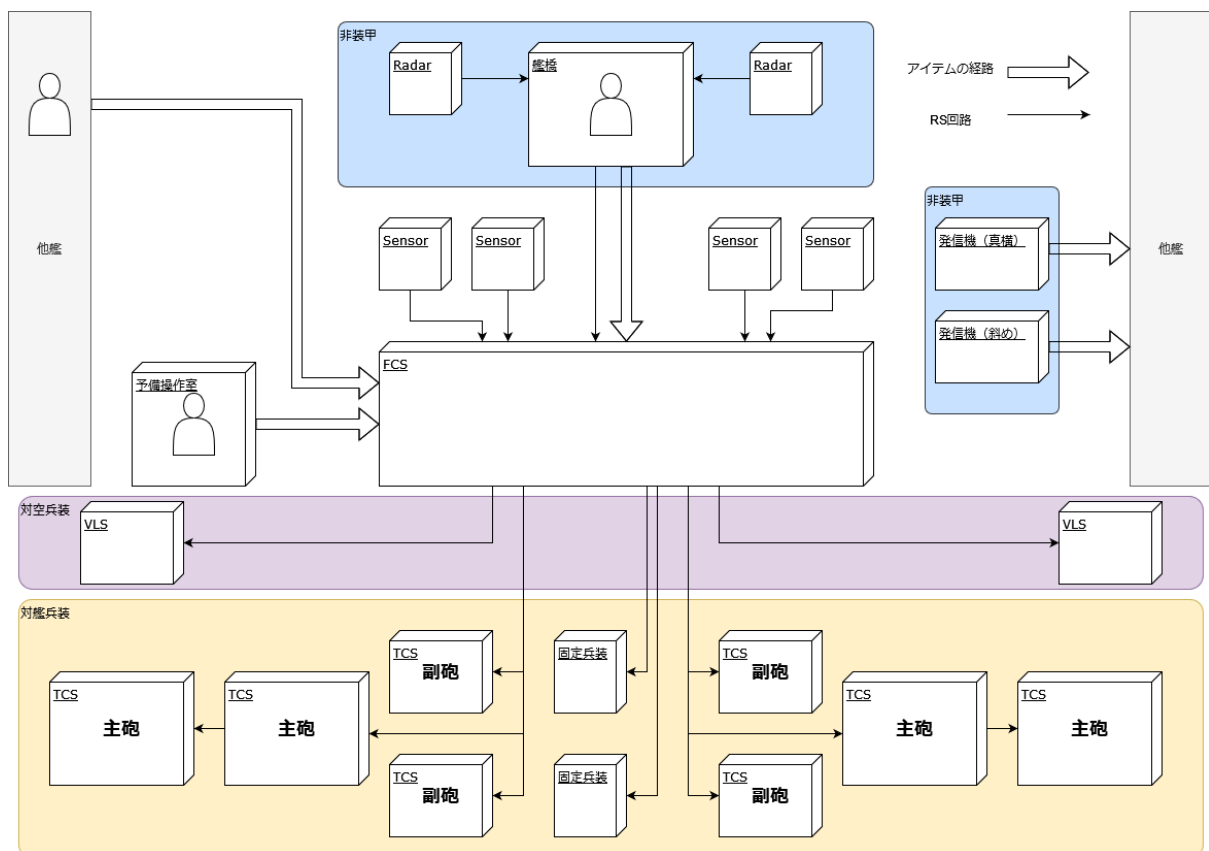 非装甲
Radar
艦橋
Radar
アイテムの経路
RS回路
他艦
Sensor
Sensor
Sensor
Sensor
非装甲
発信機（真横）
発信機（斜め）
他艦
FCS
予備操作室
対空兵装
VLS
VLS
対艦兵装
TCS
副砲
固定兵装
TCS
副砲
TCS
主砲
TCS
主砲
TCS
主砲
TCS
主砲
TCS
副砲
固定兵装
TCS
副砲